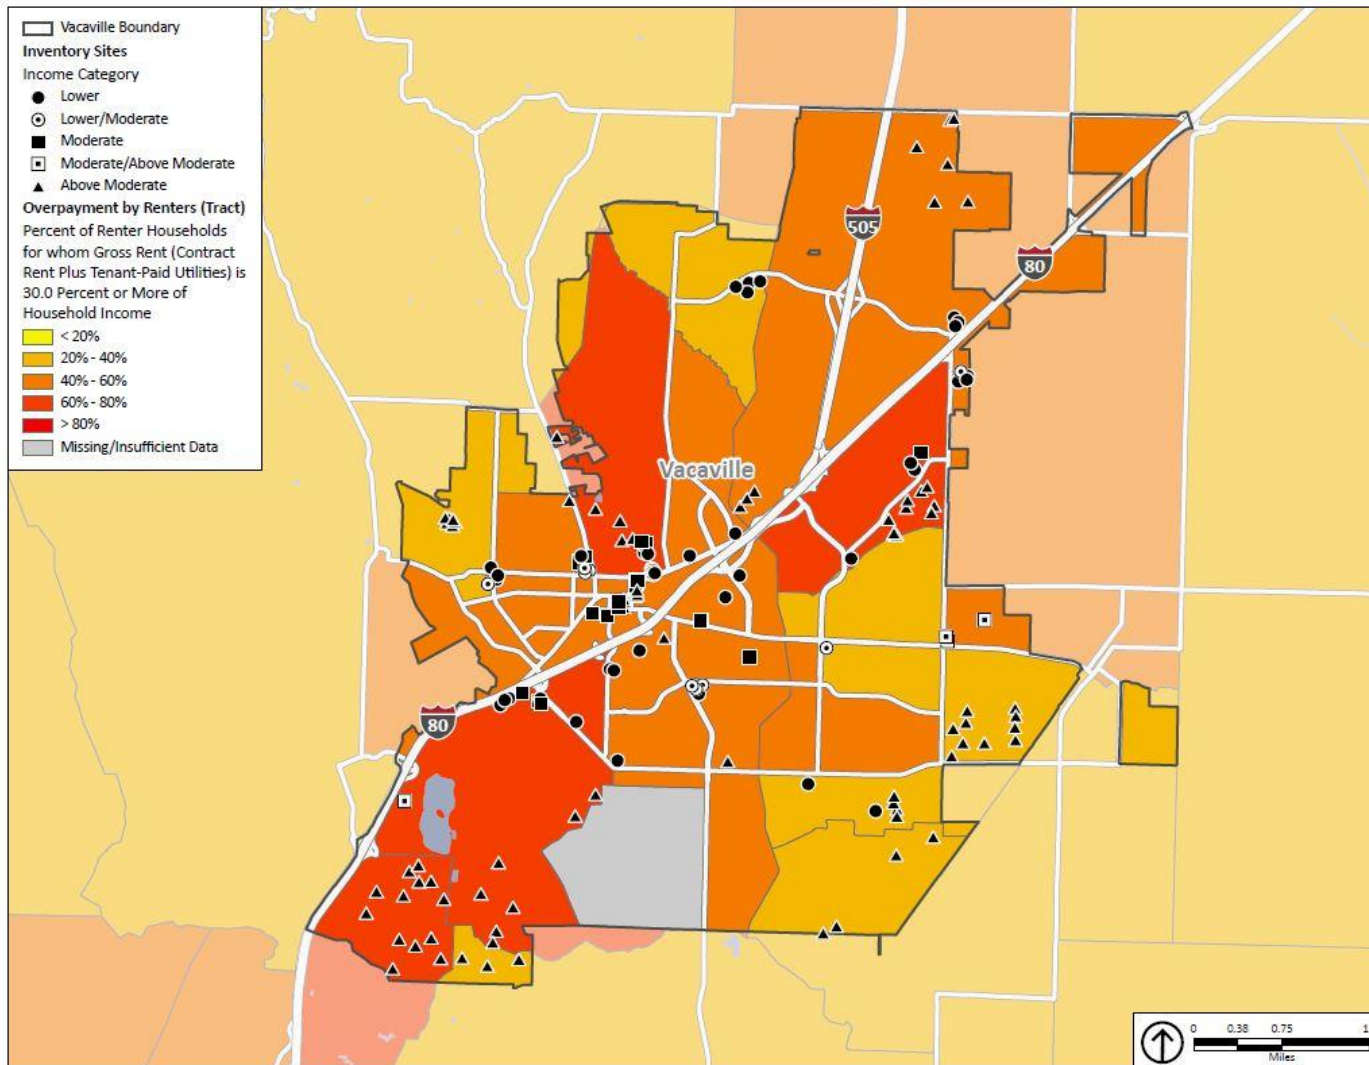 Vacaville Boundary
Inventory Sites
Income Category
Lower
Lower/Moderate
Moderate
Moderate/Above Moderate
Above Moderate
Overpayment by Renters (Tract)
Percent of Renter Households
for whom Gross Rent (Contract
Rent Plus Tenant-Paid Utilities) is
30.0 Percent or More of
Household Income
< 20%
20% - 40%
40% - 60%
60% - 80%
> 80%
Missing/Insufficient Data
505
80
Vacaville
80
0 0.38 0.75 1
Miles